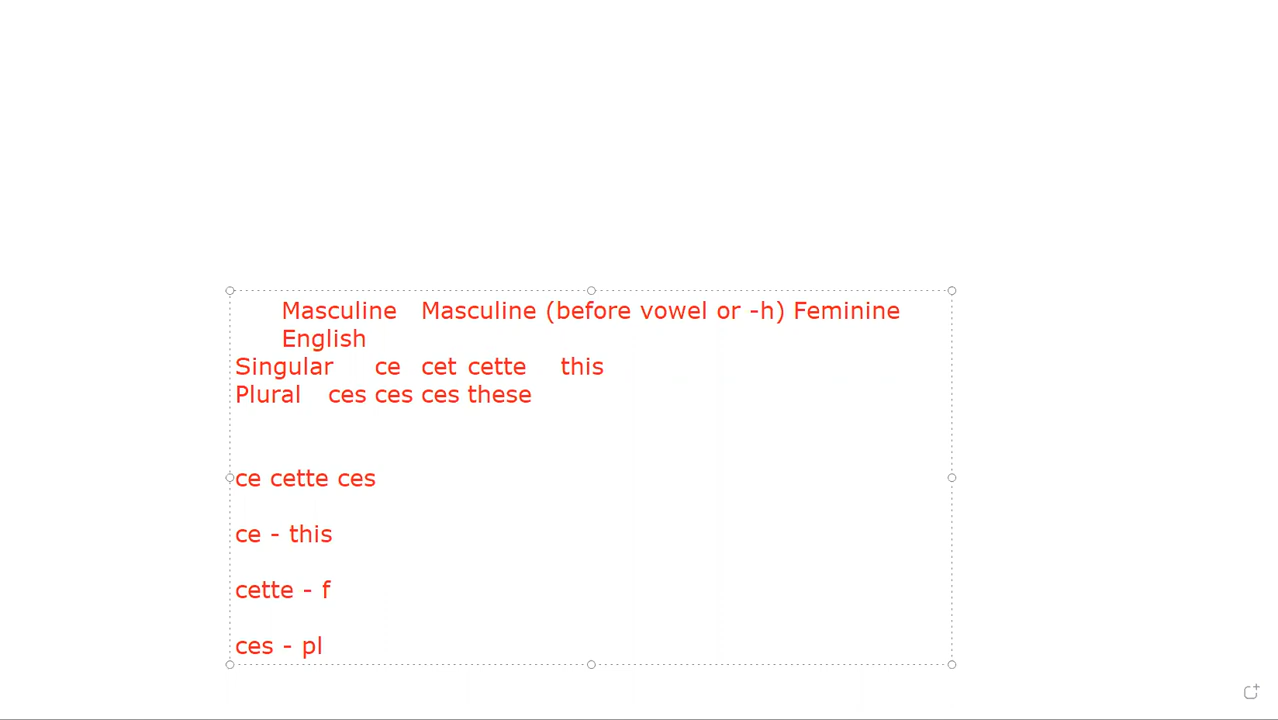 Masculine Masculine (before vowel or -h) Feminine
English
Singular ce cet cette this
Plural ces ces ces these
ce cette ces
ce - this
cette - f
ces - pl